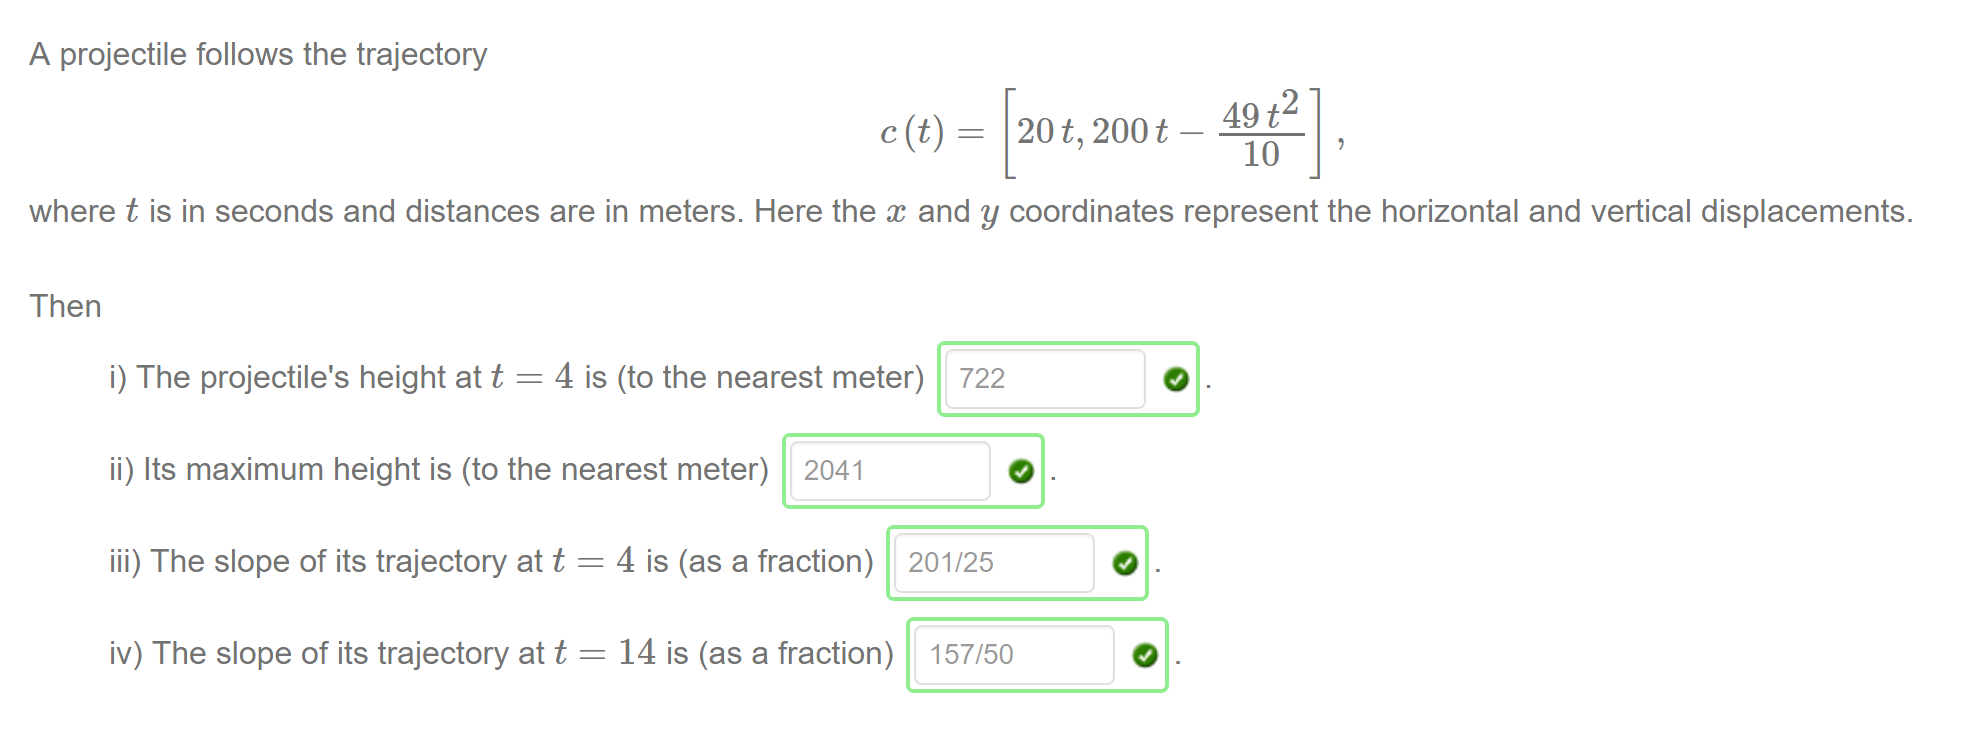 A projectile follows the trajectory
c(t) = [20 t, 200 t − \frac{49 t^2}{10}],
where t is in seconds and distances are in meters. Here the x and y coordinates represent the horizontal and vertical displacements.
Then
i) The projectile's height at t = 4 is (to the nearest meter) 722 .
ii) Its maximum height is (to the nearest meter) 2041 .
iii) The slope of its trajectory at t = 4 is (as a fraction) 201/25 .
iv) The slope of its trajectory at t = 14 is (as a fraction) 157/50 .